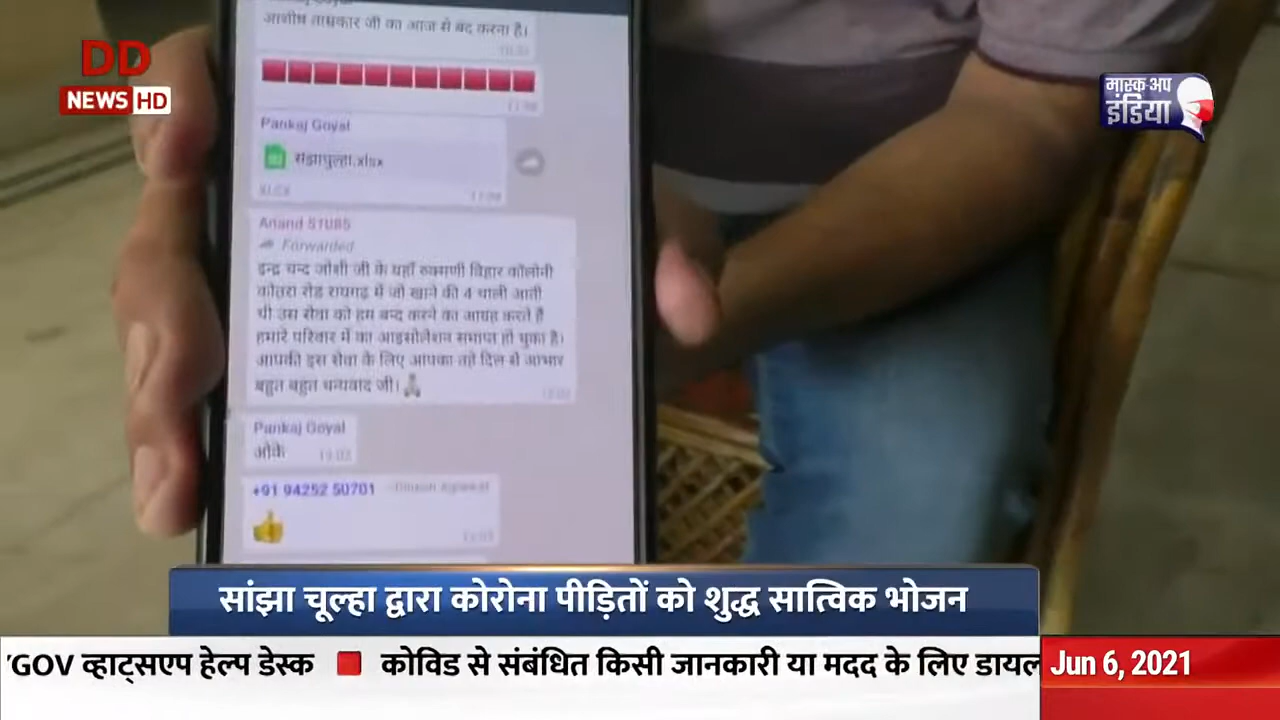 आशीष ताम्रकार जी का आज से बंद करना है।
DD
NEWS HD
मास्क अप
इंडिया
Pankaj Goyal
संझाचुल्हा.xlsx
XLSX
Anand STUBS
Forwarded
इन्द्र चन्द जोशी जी के यहाँ रुक्मणी विहार कॉलोनी
कोतरा रोड रायगढ़ में जो खाने की 4 थाली आती
थी उस सेवा को हम बन्द करने का आग्रह करते हैं
हमारे परिवार में का आइसोलेशन समाप्त हो चुका है।
आपकी इस सेवा के लिए आपका तहे दिल से आभार
बहुत बहुत धन्यवाद जी।🙏
Pankaj Goyal
ओके
+91 94252 50701
👍
सांझा चूल्हा द्वारा कोरोना पीड़ितों को शुद्ध सात्विक भोजन
GOV व्हाट्सएप हेल्प डेस्क
कोविड से संबंधित किसी जानकारी या मदद के लिए डायल
Jun 6, 2021